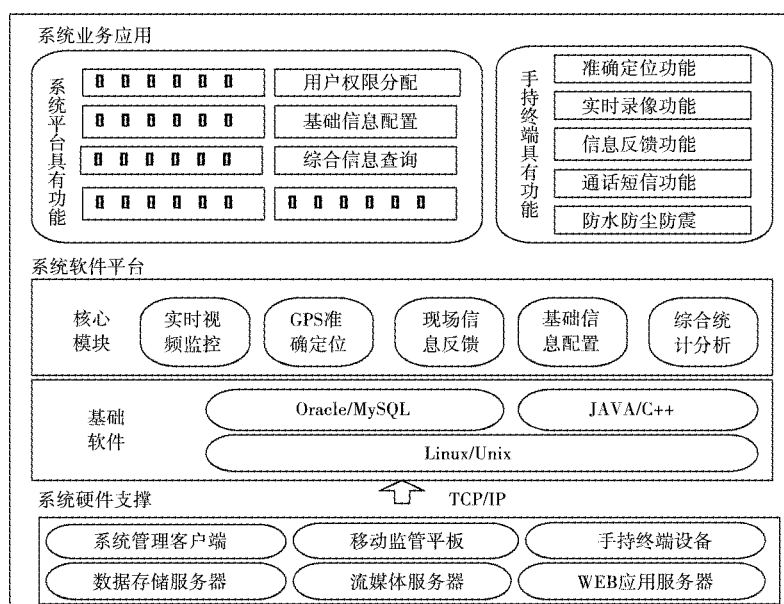 系统业务应用
系统平台具有功能
用户权限分配
基础信息配置
综合信息查询
手持终端具有功能
准确定位功能
实时录像功能
信息反馈功能
通话短信功能
防水防尘防震
系统软件平台
核心
模块
实时视
频监控
GPS准
确定位
现场信
息反馈
基础信
息配置
综合统
计分析
基础
软件
Oracle/MySQL
JAVA/C++
Linux/Unix
系统硬件支撑
TCP/IP
系统管理客户端
移动监管平板
手持终端设备
数据存储服务器
流媒体服务器
WEB应用服务器